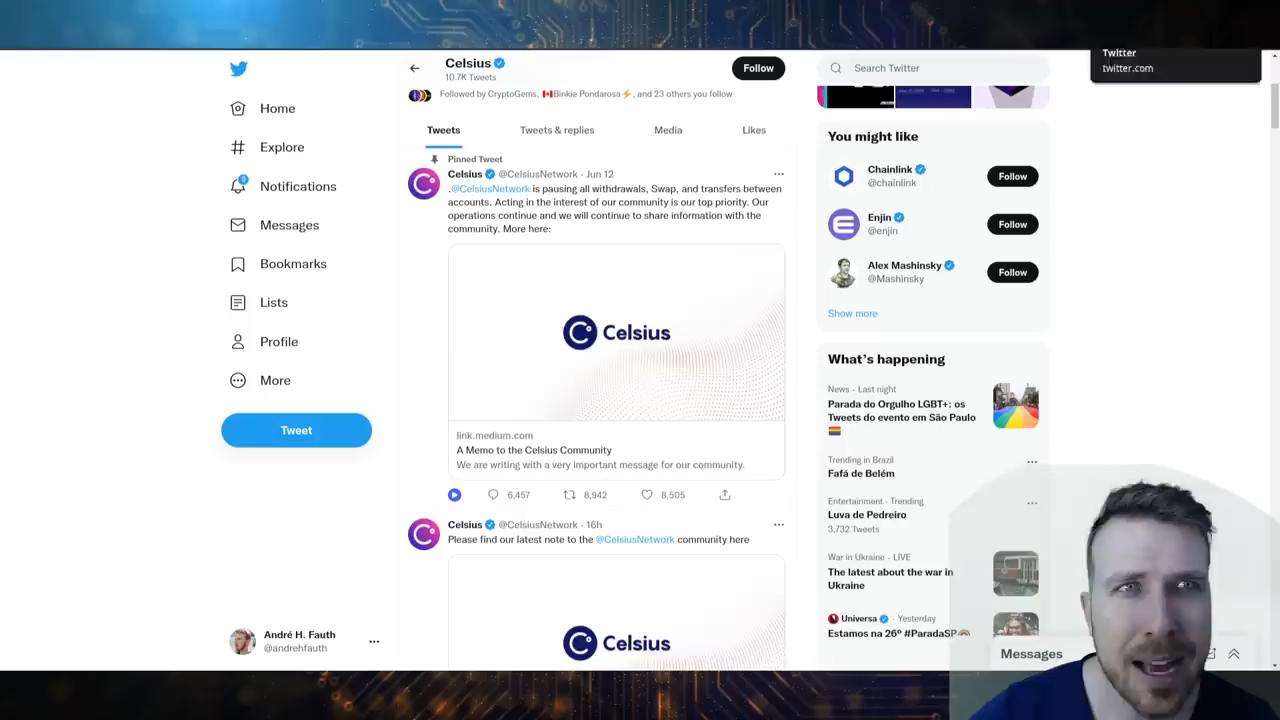 Home
Explore
9
Notifications
Messages
Bookmarks
Lists
Profile
More
Tweet
André H. Fauth
@andrehfauth
Celsius
10.7K Tweets
Follow
Followed by CryptoGems, 🇨🇦Binkie Pondarosa⚡, and 23 others you follow
Tweets
Tweets & replies
Media
Likes
Pinned Tweet
Celsius @CelsiusNetwork · Jun 12
.@CelsiusNetwork is pausing all withdrawals, Swap, and transfers between
accounts. Acting in the interest of our community is our top priority. Our
operations continue and we will continue to share information with the
community. More here:
Celsius
link.medium.com
A Memo to the Celsius Community
We are writing with a very important message for our community.
6,457
8,942
8,505
Celsius @CelsiusNetwork · 16h
Please find our latest note to the @CelsiusNetwork community here
Celsius
Search Twitter
Twitter
twitter.com
You might like
Chainlink
@chainlink
Follow
Enjin
@enjin
Follow
Alex Mashinsky
@Mashinsky
Follow
Show more
What's happening
News · Last night
Parada do Orgulho LGBT+: os
Tweets do evento em São Paulo
🏳️‍🌈
Trending in Brazil
Fafá de Belém
Entertainment · Trending
Luva de Pedreiro
3,732 Tweets
War in Ukraine · LIVE
The latest about the war in
Ukraine
Universa · Yesterday
Estamos na 26º #ParadaSP
Messages